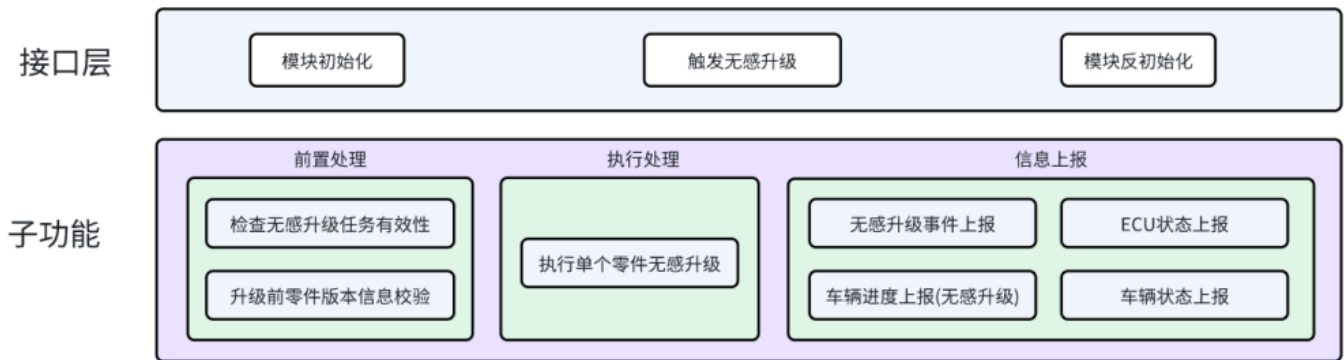 接口层
模块初始化
触发无感升级
模块反初始化
子功能
前置处理
检查无感升级任务有效性
升级前零件版本信息校验
执行处理
执行单个零件无感升级
信息上报
无感升级事件上报
ECU状态上报
车辆进度上报(无感升级)
车辆状态上报